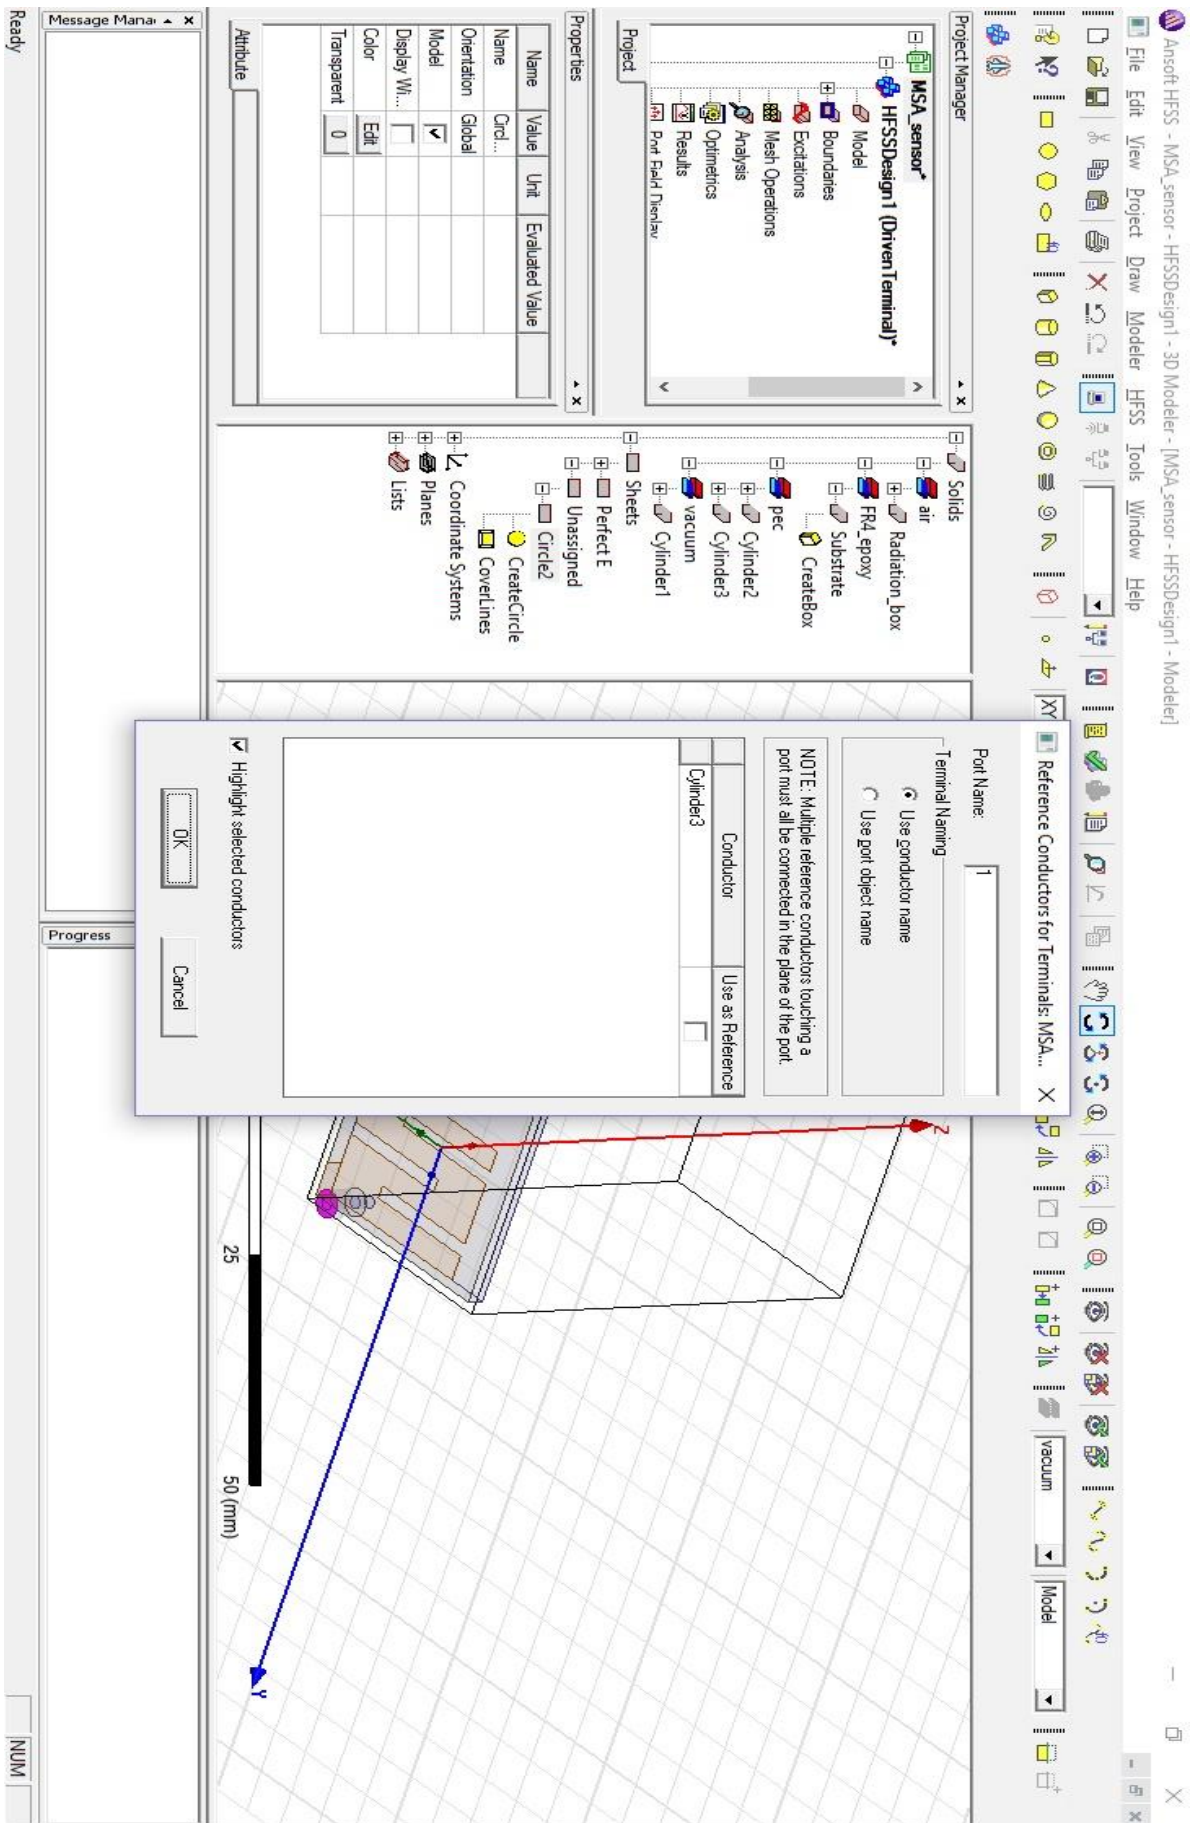 Ansoft HFSS - MSA_sensor - HFSSDesign1 - 3D Modeler - [MSA_sensor - HFSSDesign1 - Modeler]
File Edit View Project Draw Modeler HFSS Tools Window Help
XY
vacuum
Model
Project Manager
MSA_sensor*
HFSSDesign1 (DrivenTerminal)*
Model
Boundaries
Excitations
Mesh Operations
Analysis
Optimetrics
Results
Port Field Display
Project
Properties
Name Value Unit Evaluated Value
Name Circl...
Orientation Global
Model
Display Wi...
Color Edit
Transparent 0
Attribute
Solids
air
Radiation_box
FR4_epoxy
Substrate
CreateBox
pec
Cylinder2
Cylinder3
vacuum
Cylinder1
Sheets
Perfect E
Unassigned
Circle2
CreateCircle
CoverLines
Coordinate Systems
Planes
Lists
Reference Conductors for Terminals: MSA...
Port Name: 1
Terminal Naming
Use conductor name
Use port object name
NOTE: Multiple reference conductors touching a
port must all be connected in the plane of the port.
Conductor Use as Reference
Cylinder3
Highlight selected conductors
OK Cancel
Z
Y
25 50 (mm)
Message Mana
Progress
Ready
NUM